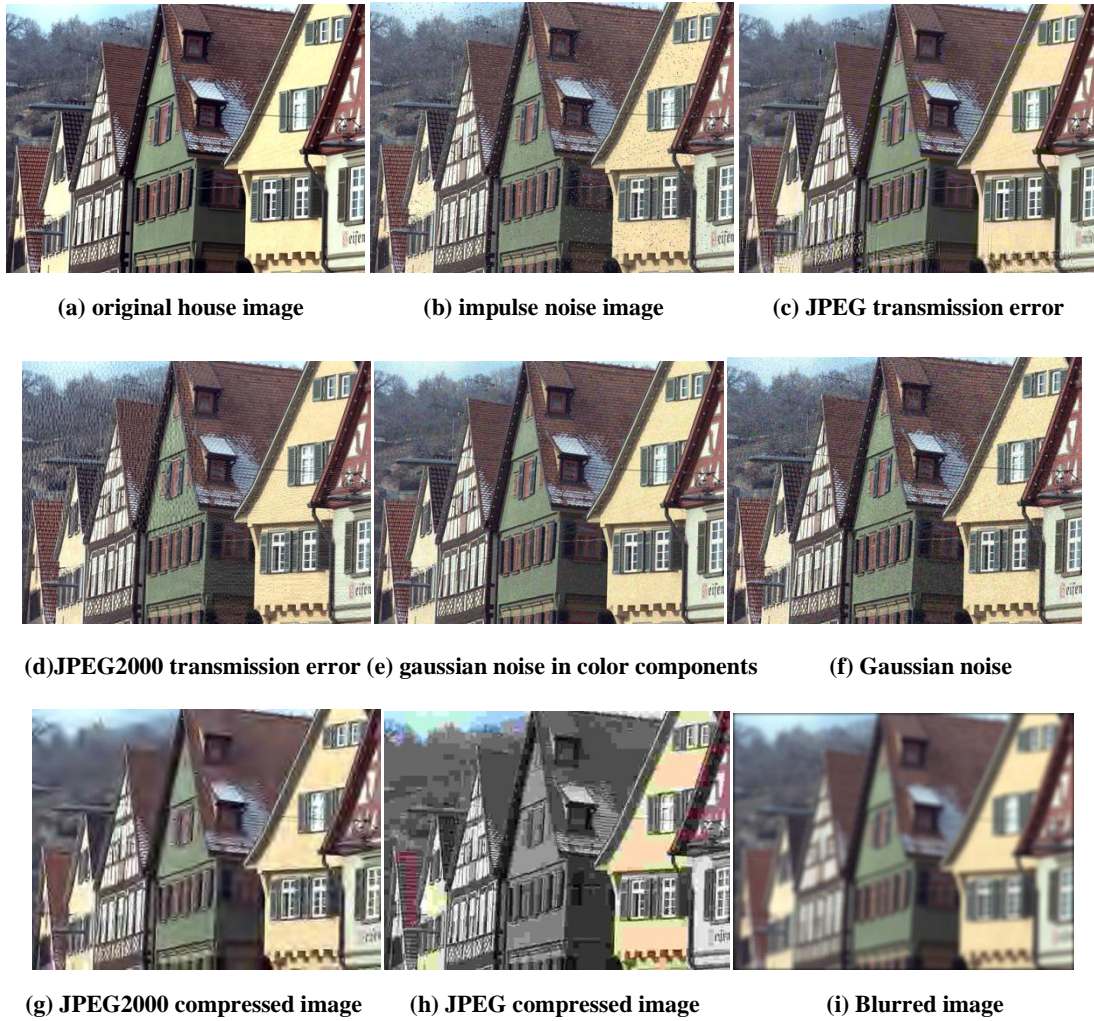 (a) original house image (b) impulse noise image (c) JPEG transmission error
(d)JPEG2000 transmission error (e) gaussian noise in color components (f) Gaussian noise
(g) JPEG2000 compressed image (h) JPEG compressed image (i) Blurred image